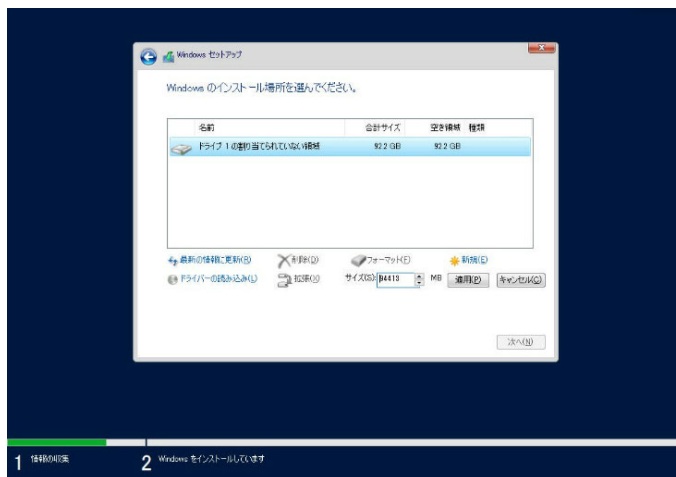 Windows セットアップ
Windows のインストール場所を選んでください。
名前 合計サイズ 空き領域 種類
ドライブ 1 の割り当てられていない領域 92.2 GB 92.2 GB
最新の情報に更新(R) 削除(D) フォーマット(F) 新規(E)
ドライバーの読み込み(L) 拡張(X) サイズ(S): 94413 MB 適用(P) キャンセル(C)
次へ(N)
1 情報の収集 2 Windows をインストールしています